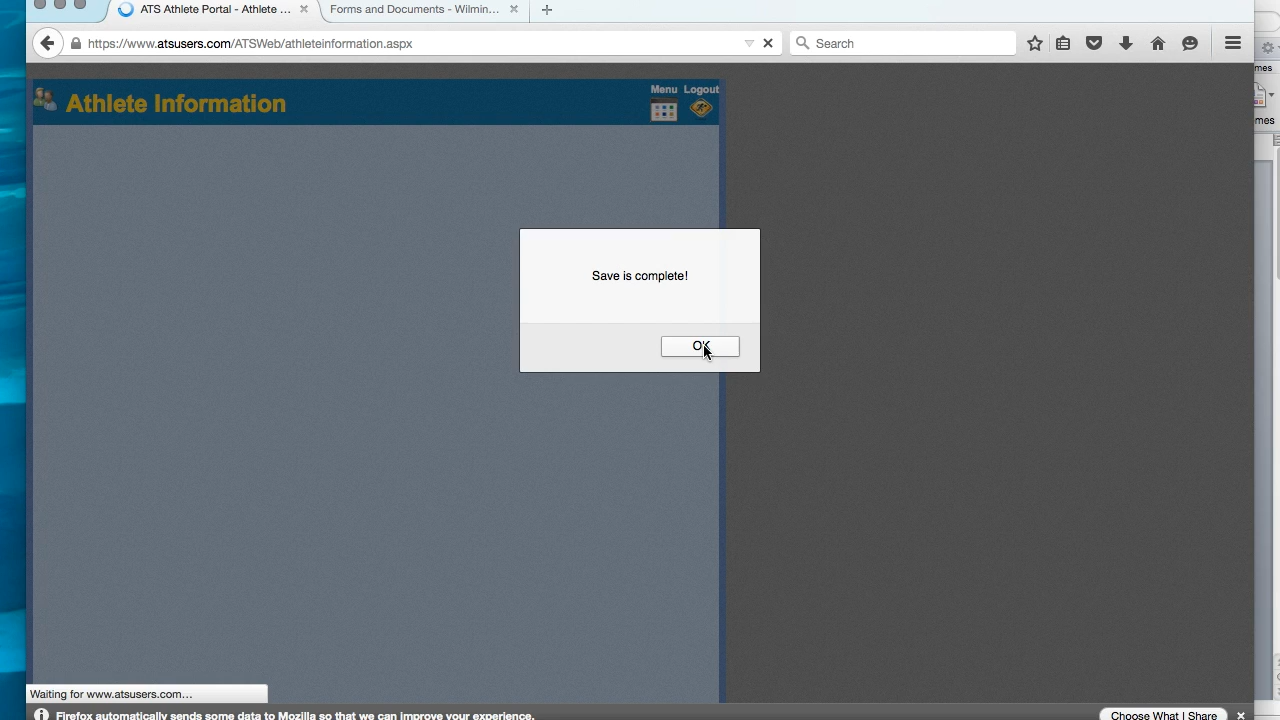 ATS Athlete Portal - Athlete ...
Forms and Documents - Wilmin...
https://www.atsusers.com/ATSWeb/athleteinformation.aspx
Search
Athlete Information
Menu Logout
Save is complete!
OK
Waiting for www.atsusers.com...
Firefox automatically sends some data to Mozilla so that we can improve your experience.
Choose What I Share